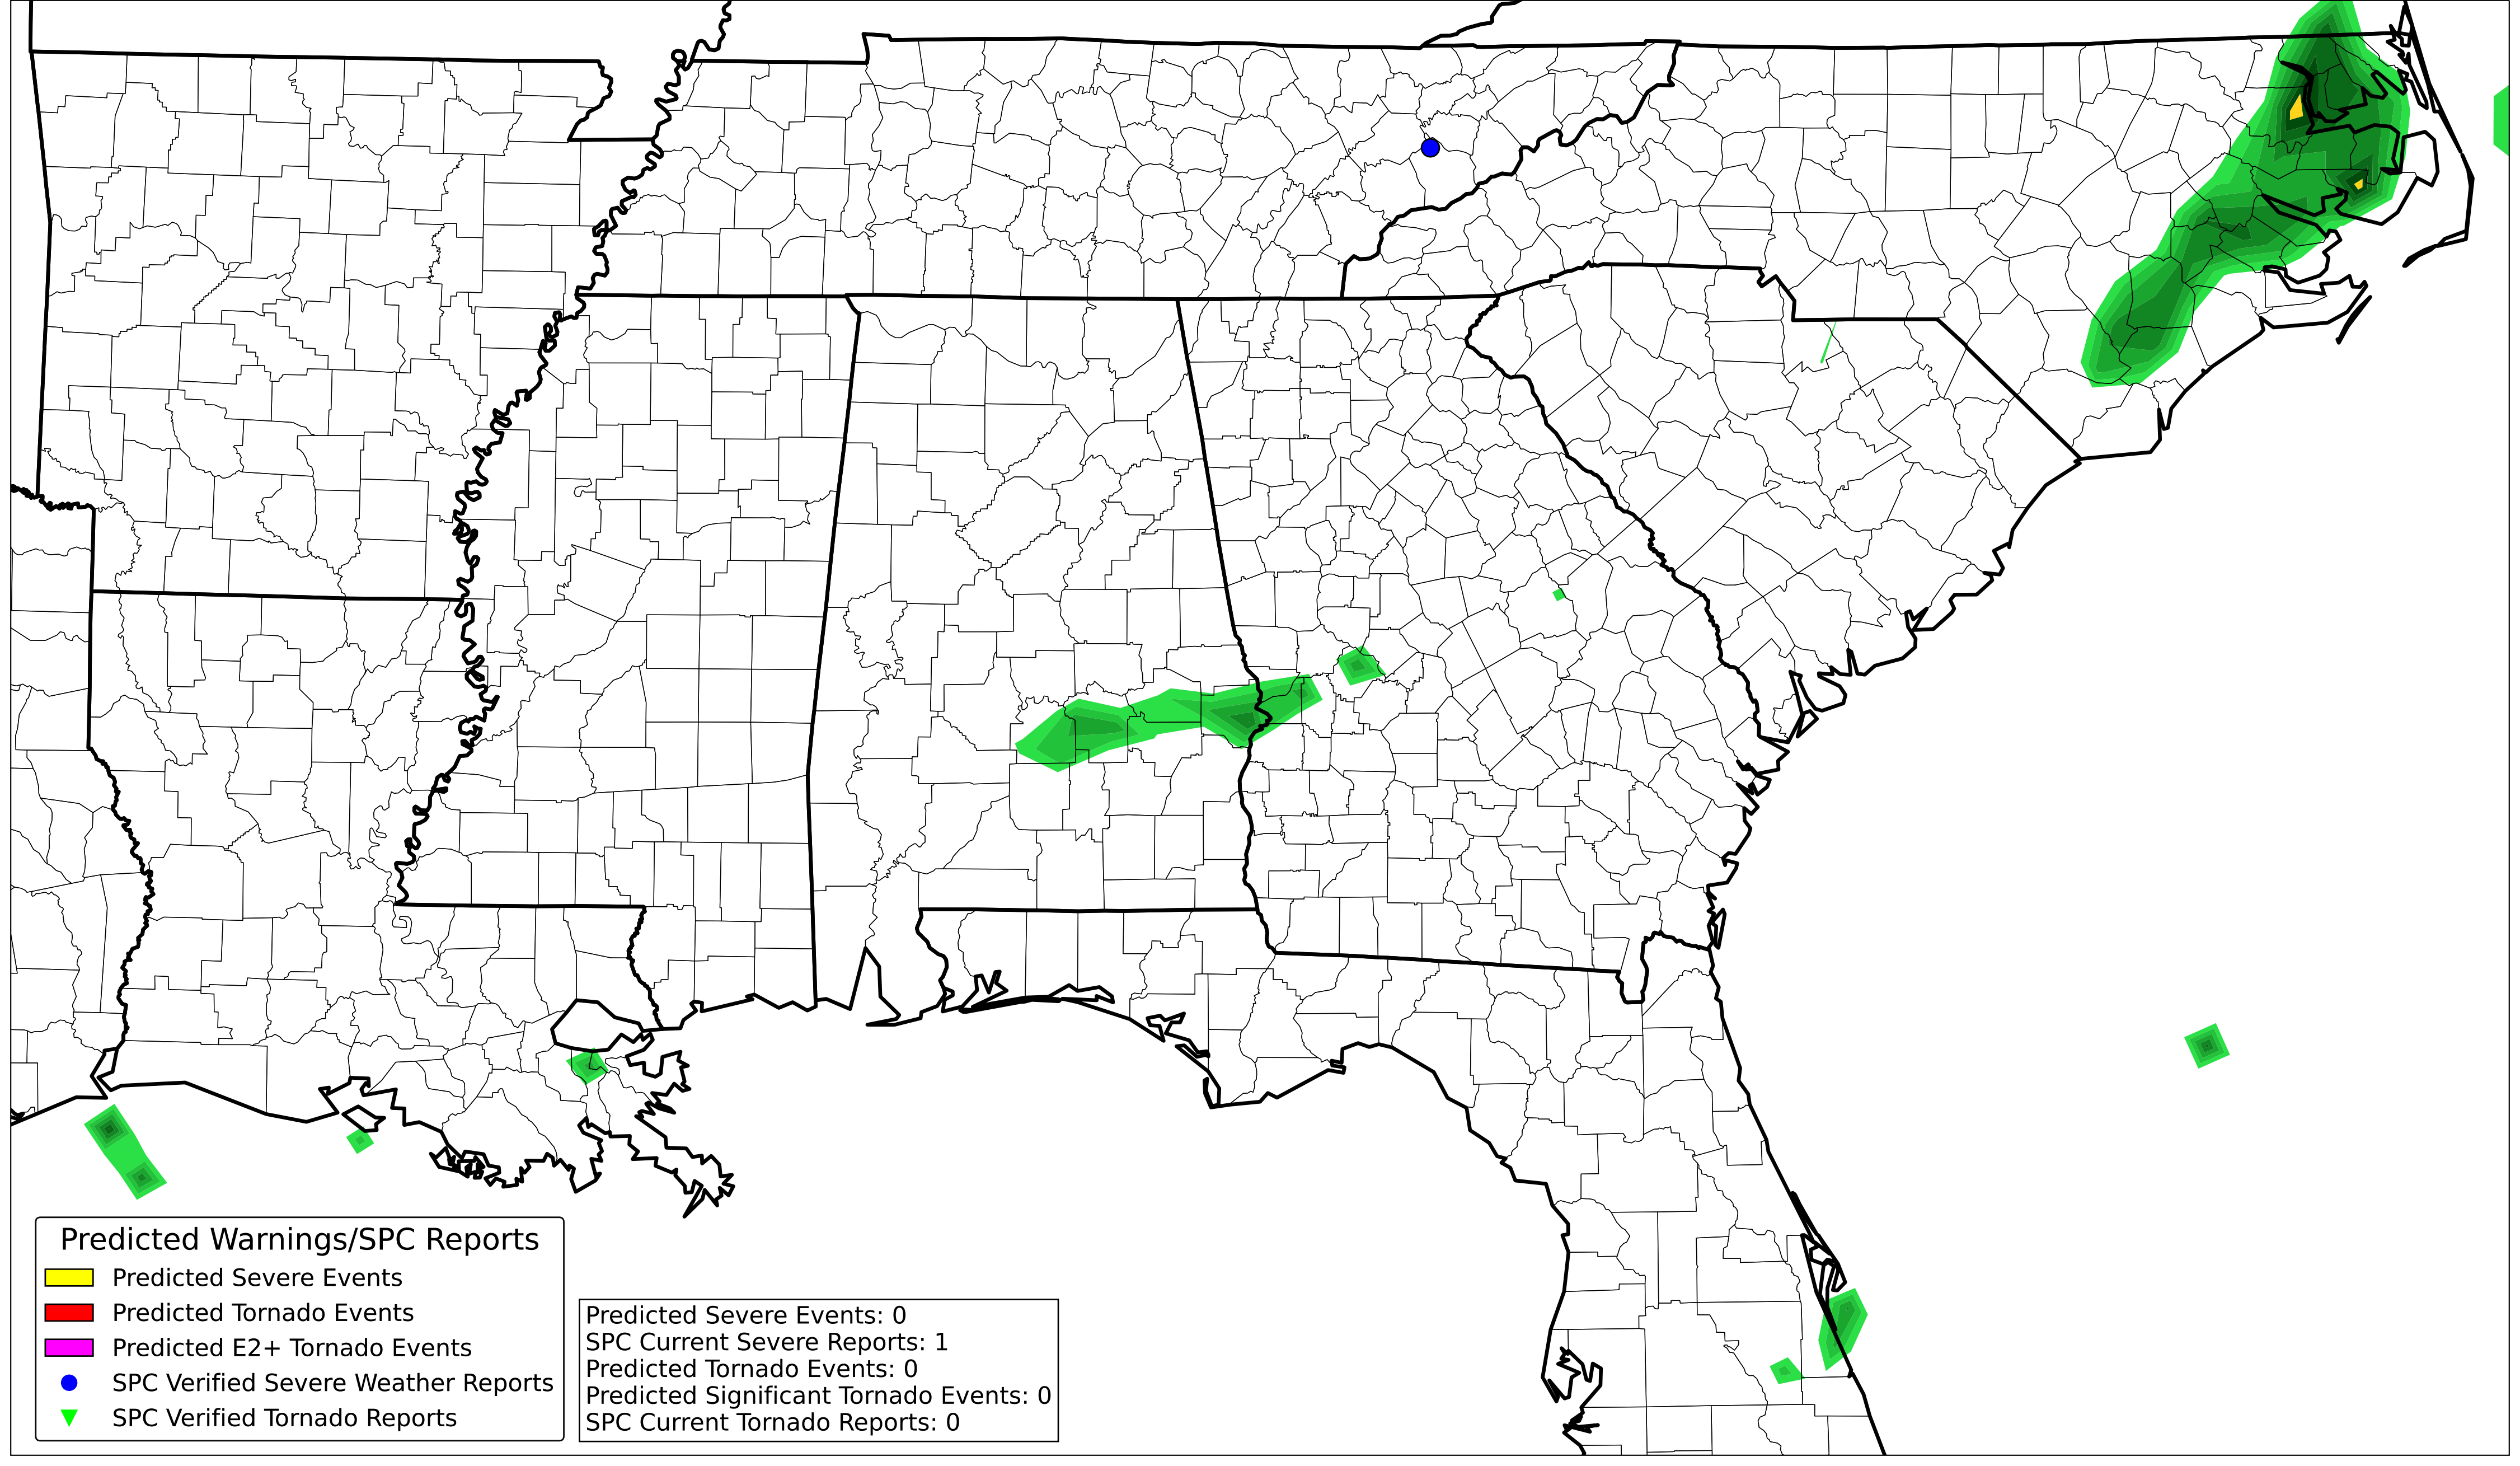 Predicted Warnings/SPC Reports
Predicted Severe Events
Predicted Tornado Events
Predicted E2+ Tornado Events
SPC Verified Severe Weather Reports
SPC Verified Tornado Reports
Predicted Severe Events: 0
SPC Current Severe Reports: 1
Predicted Tornado Events: 0
Predicted Significant Tornado Events: 0
SPC Current Tornado Reports: 0